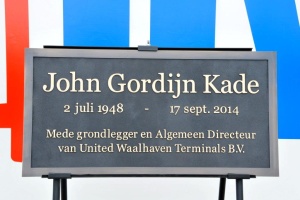 John Gordijn Kade
2 juli 1948 - 17 sept. 2014
Mede grondlegger en Algemeen Directeur
van United Waalhaven Terminals B.V.